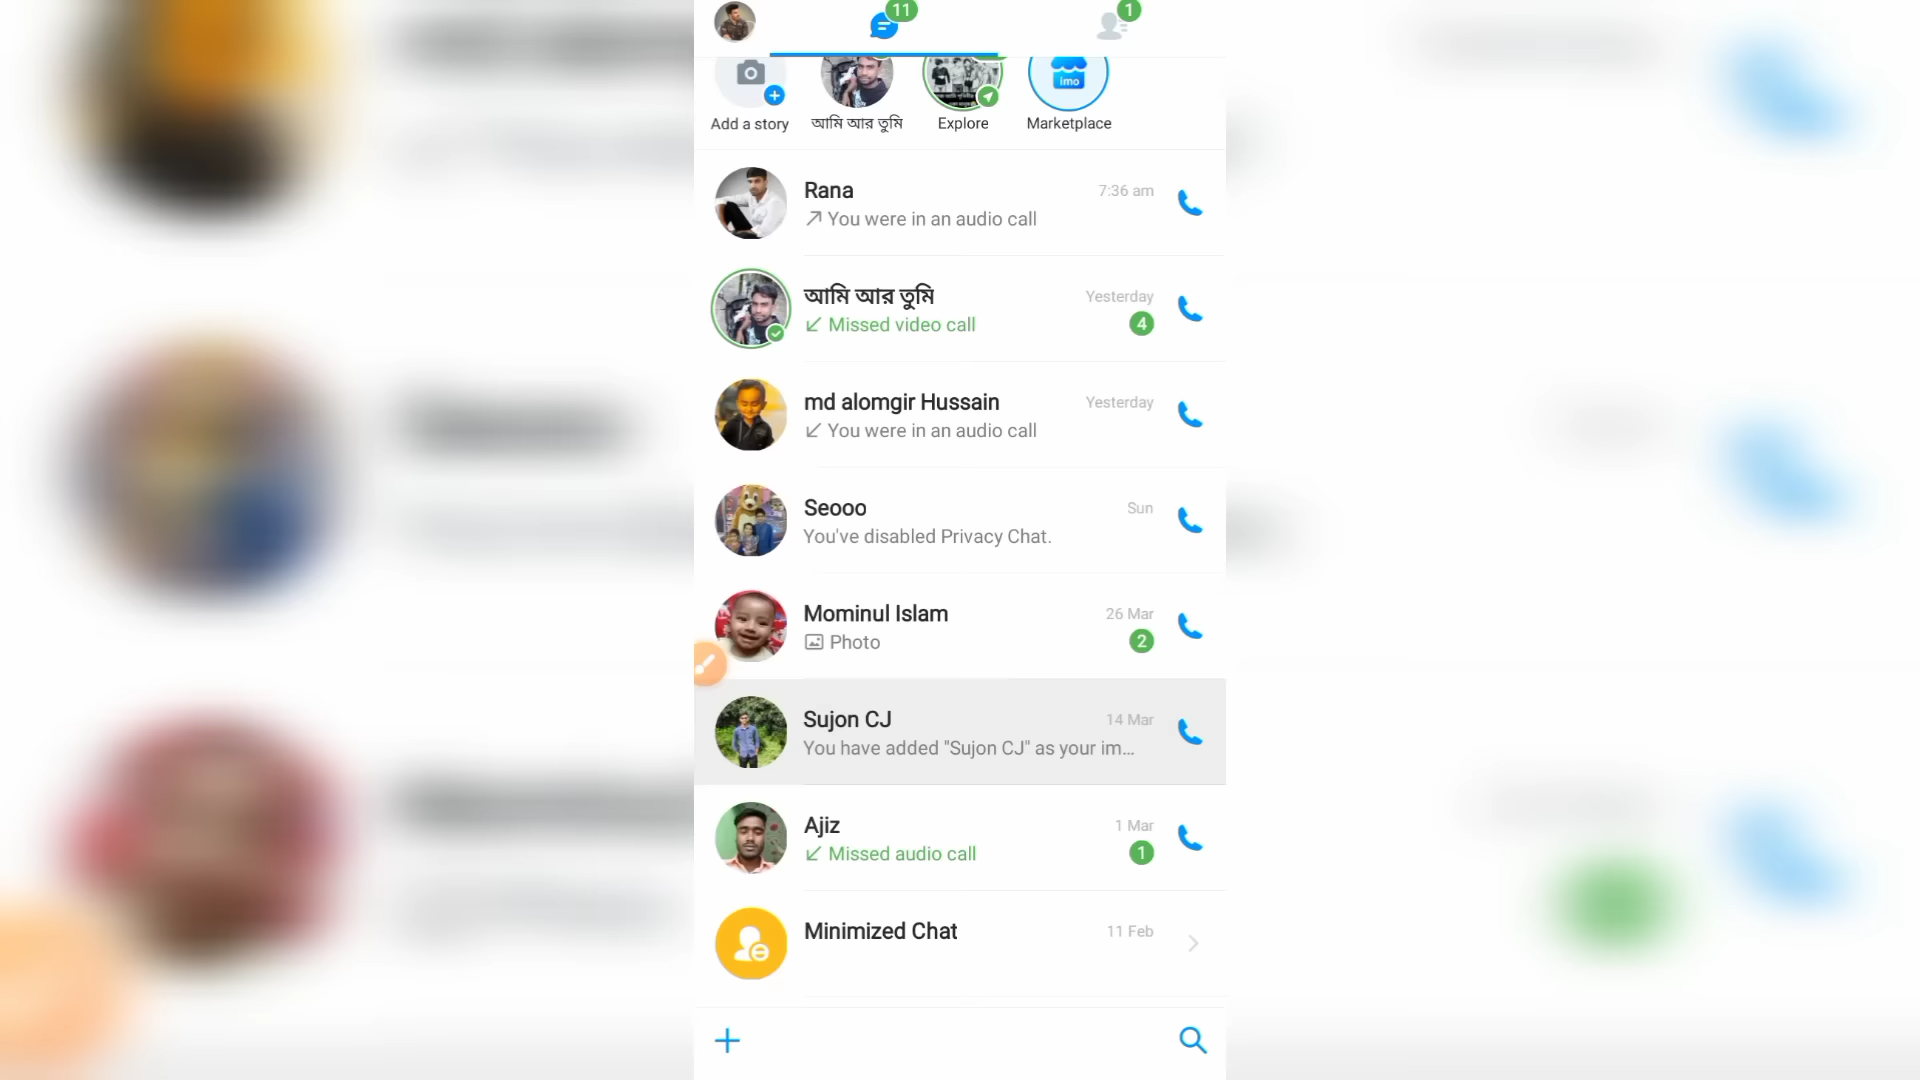 11
1
imo
Add a story
আমি আর তুমি
Explore
Marketplace
Rana
7:36 am
You were in an audio call
আমি আর তুমি
Yesterday
Missed video call
4
md alomgir Hussain
Yesterday
You were in an audio call
Seooo
Sun
You've disabled Privacy Chat.
Mominul Islam
26 Mar
Photo
2
Sujon CJ
14 Mar
You have added "Sujon CJ" as your im...
Ajiz
1 Mar
Missed audio call
1
Minimized Chat
11 Feb